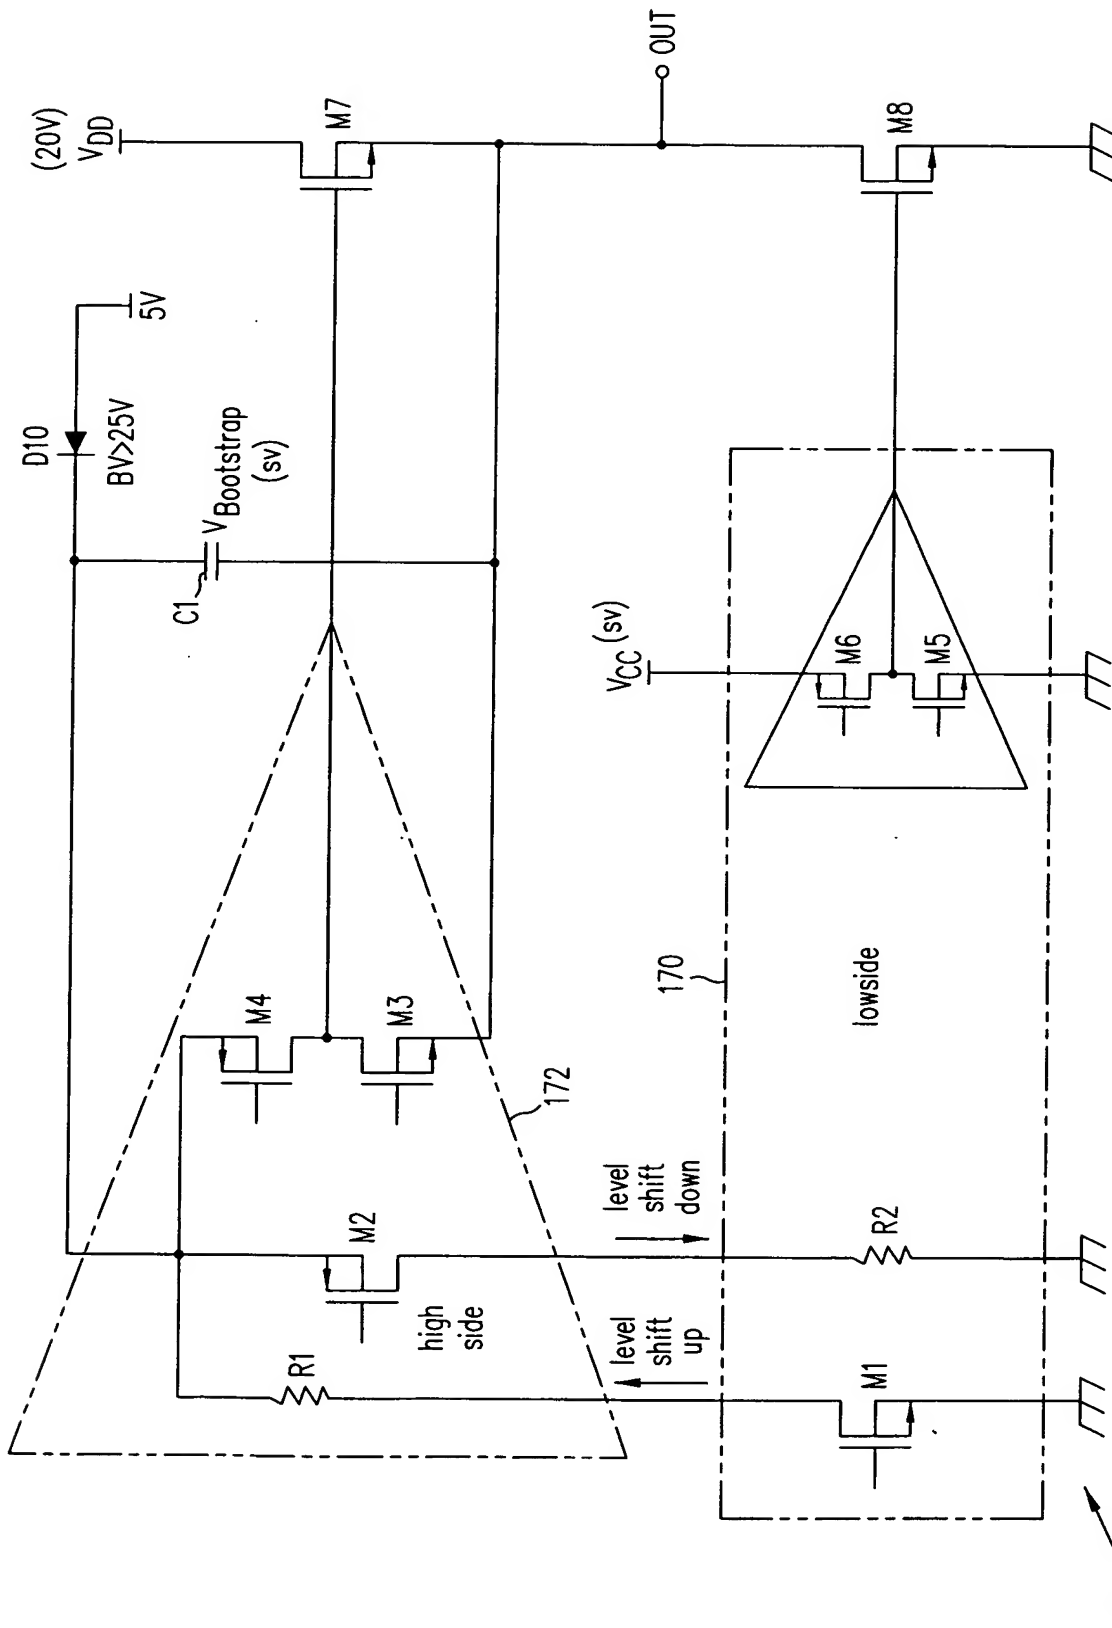 (20V)
VDD
M7
OUT
M8
5V
D10
BV>25V
VBootstrap
(sv)
C1
VCC (sv)
M6
M5
170
lowside
M4
M3
172
level
shift
down
R2
M2
high
side
R1
level
shift
up
M1